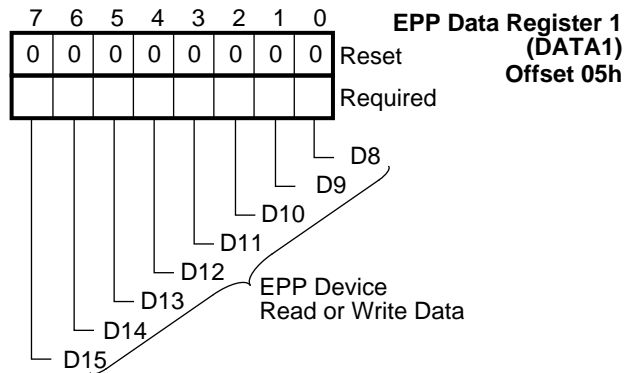 7 6 5 4 3 2 1 0
EPP Data Register 1
(DATA1)
Offset 05h
0 0 0 0 0 0 0 0 Reset
Required
D8
D9
D10
D11
D12
D13
D14
D15
EPP Device
Read or Write Data